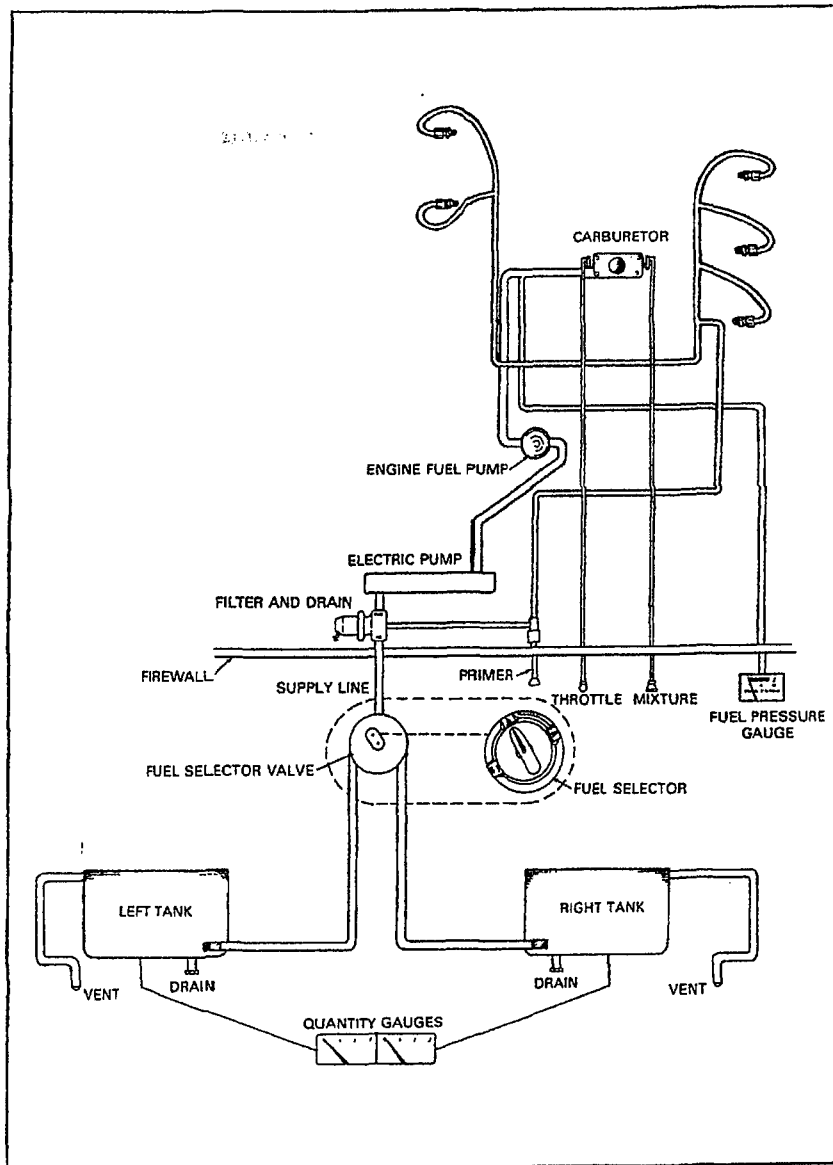 CARBURETOR
ENGINE FUEL PUMP
ELECTRIC PUMP
FILTER AND DRAIN
FIREWALL
SUPPLY LINE
PRIMER
THROTTLE MIXTURE
FUEL PRESSURE
GAUGE
FUEL SELECTOR VALVE
FUEL SELECTOR
LEFT TANK
RIGHT TANK
VENT
DRAIN
DRAIN
VENT
QUANTITY GAUGES